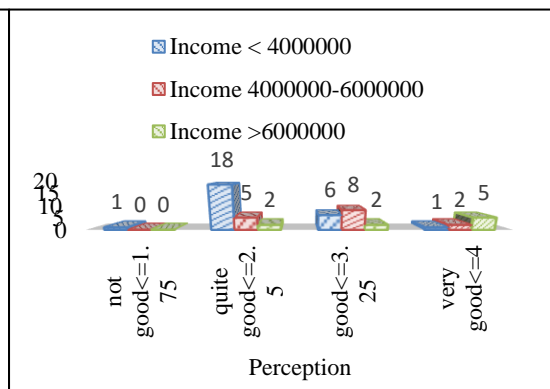 Income < 4000000
Income 4000000-6000000
Income >6000000
20
15
10
5
0
1 0 0
18 5 2
6 8 2
1 2 5
not
good<=1.
75
quite
good<=2.
5
good<=3.
25
very
good<=4
Perception